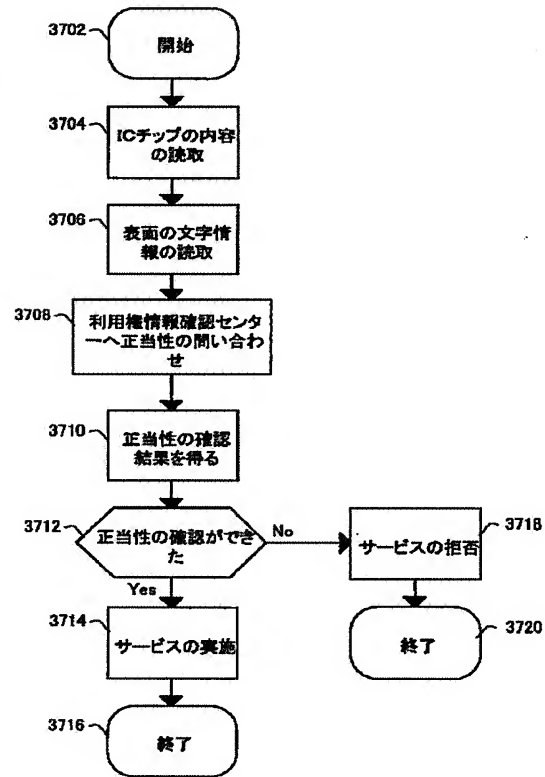 3702
開始
3704
ICチップの内容
の読取
3706
表面の文字情
報の読取
3708
利用権情報確認センタ
ーへ正当性の問い合わ
せ
3710
正当性の確認
結果を得る
3712
正当性の確認ができ
た
No
3718
サービスの拒否
Yes
3714
サービスの実施
3720
終了
3716
終了